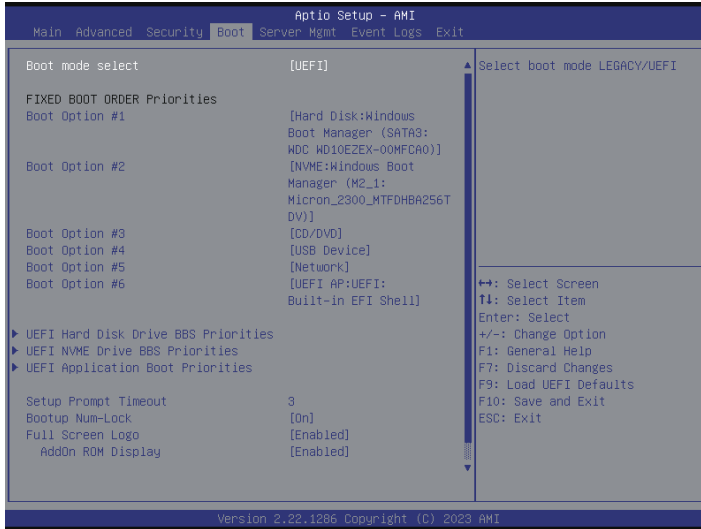 Aptio Setup - AMI
Main Advanced Security Boot Server Mgmt Event Logs Exit
Boot mode select [UEFI]
FIXED BOOT ORDER Priorities
Boot Option #1 [Hard Disk:Windows
Boot Manager (SATA3:
WDC WD10EZEX-00MFCA0)]
Boot Option #2 [NVME:Windows Boot
Manager (M2_1:
Micron_2300_MTFDHBA256T
DV)]
Boot Option #3 [CD/DVD]
Boot Option #4 [USB Device]
Boot Option #5 [Network]
Boot Option #6 [UEFI AP:UEFI:
Built-in EFI Shell]
UEFI Hard Disk Drive BBS Priorities
UEFI NVME Drive BBS Priorities
UEFI Application Boot Priorities
Setup Prompt Timeout 3
Bootup Num-Lock [On]
Full Screen Logo [Enabled]
AddOn ROM Display [Enabled]
Select boot mode LEGACY/UEFI
↔: Select Screen
↑↓: Select Item
Enter: Select
+/-: Change Option
F1: General Help
F7: Discard Changes
F9: Load UEFI Defaults
F10: Save and Exit
ESC: Exit
Version 2.22.1286 Copyright (C) 2023 AMI